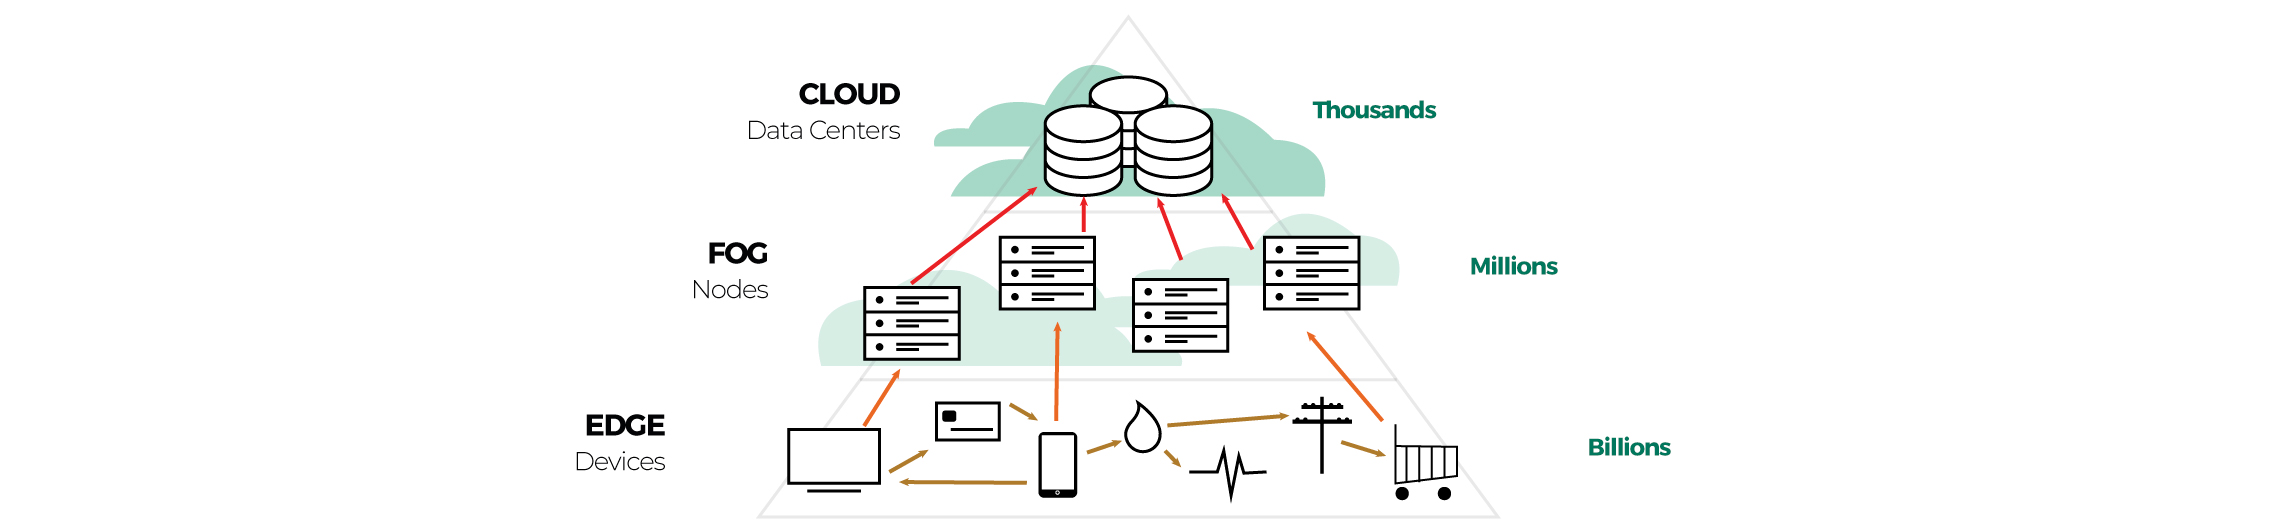 CLOUD
Data Centers
Thousands
FOG
Nodes
Millions
EDGE
Devices
Billions